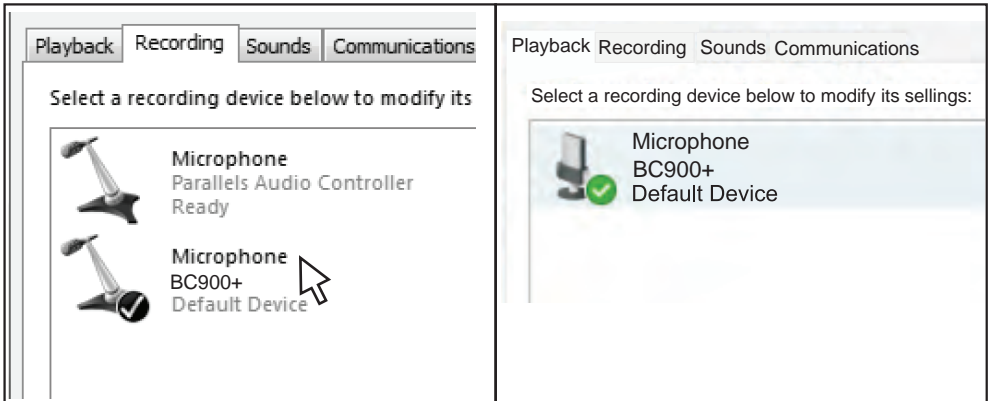 Playback Recording Sounds Communications
Select a recording device below to modify its
Microphone
Parallels Audio Controller
Ready
Microphone
BC900+
Default Device
Playback Recording Sounds Communications
Select a recording device below to modify its sellings:
Microphone
BC900+
Default Device